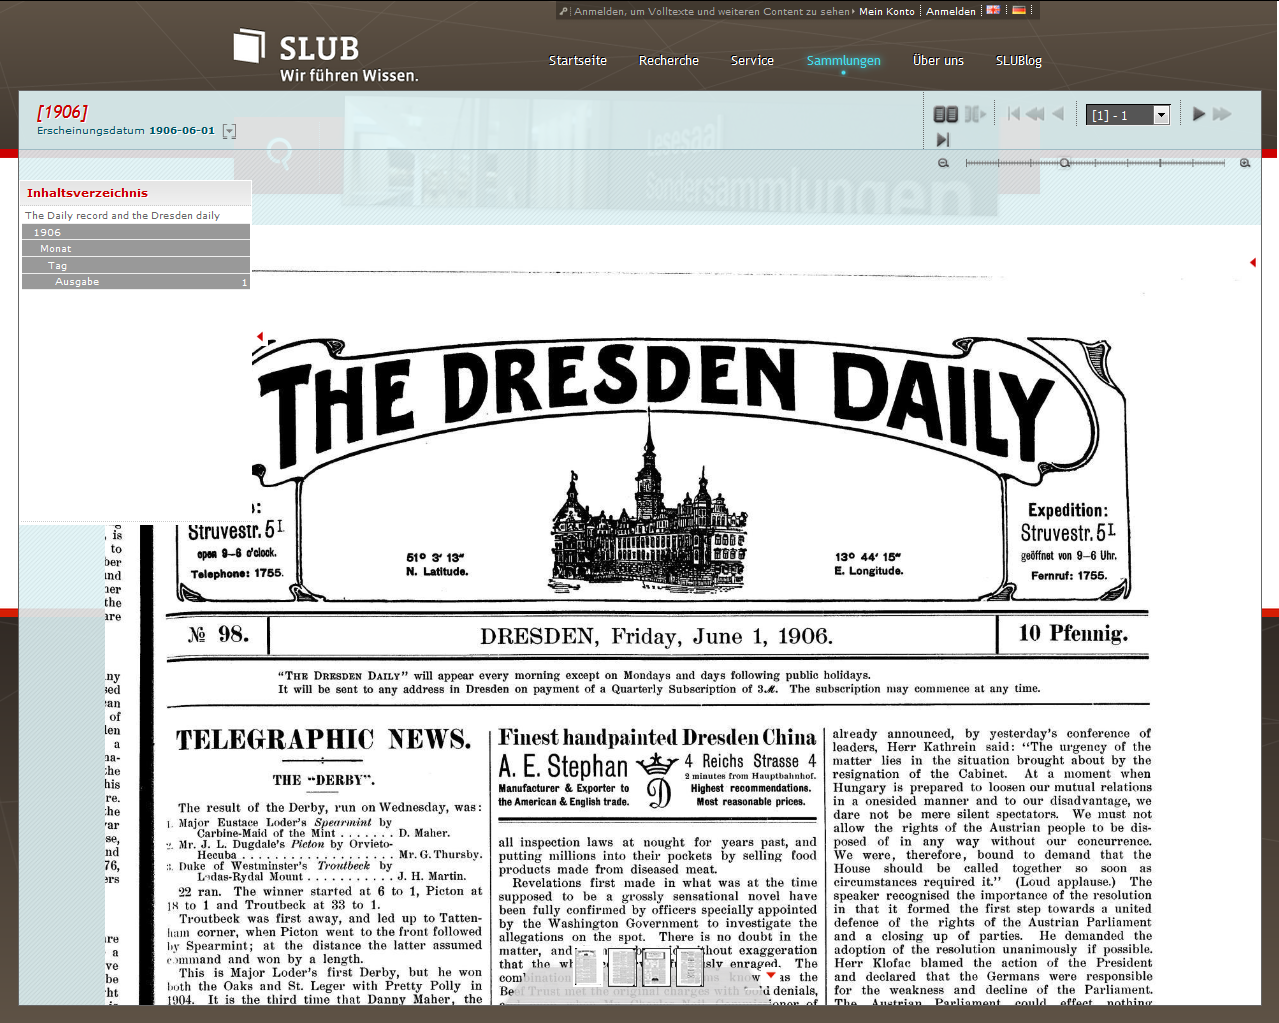 Anmelden, um Volltexte und weiteren Content zu sehen Mein Konto Anmelden
SLUB
Wir führen Wissen.
Startseite Recherche Service Sammlungen Über uns SLUBlog
[1906]
Erscheinungsdatum 1906-06-01
[1] - 1
Lesesaal
Sondersammlungen
Inhaltsverzeichnis
The Daily record and the Dresden daily
1906
Monat
Tag
Ausgabe 1
THE DRESDEN DAILY
Struvestr. 5I
open 9–6 o'clock.
Telephone: 1755.
51° 3' 13"
N. Latitude.
13° 44' 15"
E. Longitude.
Expedition:
Struvestr. 5I
geöffnet von 9–6 Uhr.
Fernruf: 1755.
№ 98.
DRESDEN, Friday, June 1, 1906.
10 Pfennig.
"THE DRESDEN DAILY" will appear every morning except on Mondays and days following public holidays.
It will be sent to any address in Dresden on payment of a Quarterly Subscription of 3 M. The subscription may commence at any time.
TELEGRAPHIC NEWS.
THE "DERBY".
The result of the Derby, run on Wednesday, was:
1. Major Eustace Loder's Spearmint by
Carbine-Maid of the Mint . . . . . . . D. Maher.
2. Mr. J. L. Dugdale's Picton by Orvieto-
Hecuba . . . . . . . . . . . . . . . . . . . Mr. G. Thursby.
3. Duke of Westminster's Troutbeck by
Ladas-Rydal Mount . . . . . . . . . . . J. H. Martin.
22 ran. The winner started at 6 to 1, Picton at
18 to 1 and Troutbeck at 33 to 1.
Troutbeck was first away, and led up to Tatten-
ham corner, when Picton went to the front followed
by Spearmint; at the distance the latter assumed
command and won by a length.
This is Major Loder's first Derby, but he won
both the Oaks and St. Leger with Pretty Polly in
1904. It is the third time that Danny Maher, the
Finest handpainted Dresden China
A. E. Stephan
Manufacturer & Exporter to
the American & English trade.
D
4 Reichs Strasse 4
2 minutes from Hauptbahnhof.
Highest recommendations.
Most reasonable prices.
all inspection laws at nought for years past, and
putting millions into their pockets by selling food
products made from diseased meat.
Revelations first made in what was at the time
supposed to be a grossly sensational novel have
been fully confirmed by officers specially appointed
by the Washington Government to investigate the
allegations on the spot. There is no doubt in the
matter, and without exaggeration
that the enraged. The
know as the
Beef Trust met the original charges with bold denials,
already announced, by yesterday's conference of
leaders, Herr Kathrein said: "The urgency of the
matter lies in the situation brought about by the
resignation of the Cabinet. At a moment when
Hungary is prepared to loosen our mutual relations
in a onesided manner and to our disadvantage, we
dare not be mere silent spectators. We must not
allow the rights of the Austrian people to be dis-
posed of in any way without our concurrence.
We were, therefore, bound to demand that the
House should be called together so soon as
circumstances required it." (Loud applause.) The
speaker recognised the importance of the resolution
in that it formed the first step towards a united
defence of the rights of the Austrian Parliament
and a closing up of parties. He demanded the
adoption of the resolution unanimously if possible.
Herr Klofac blamed the action of the President
and declared that the Germans were responsible
for the weakness and decline of the Parliament.
The Austrian Parliament could effect nothing